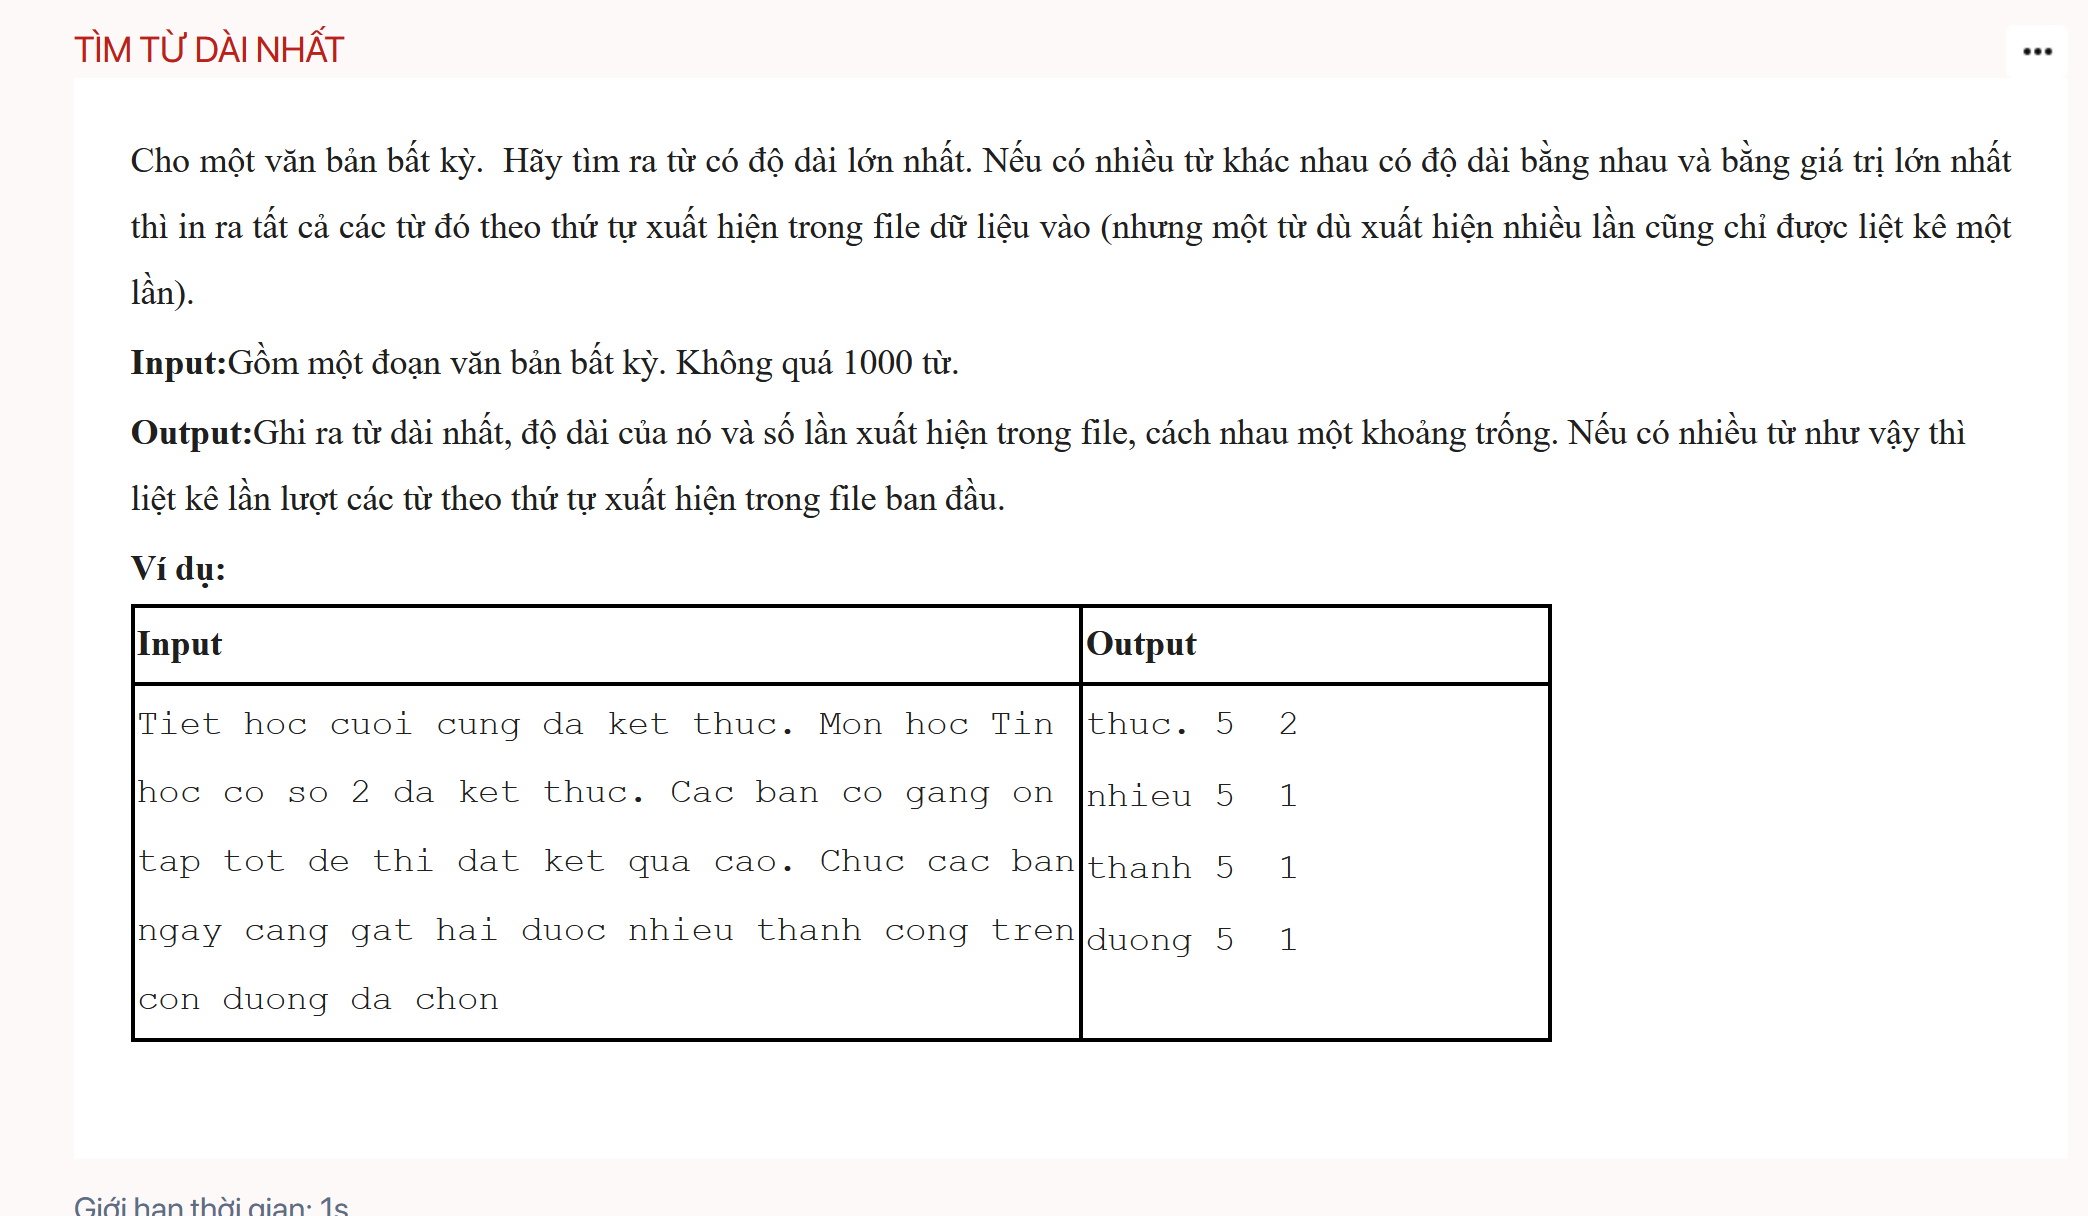 TÌM TỪ DÀI NHẤT
Cho một văn bản bất kỳ. Hãy tìm ra từ có độ dài lớn nhất. Nếu có nhiều từ khác nhau có độ dài bằng nhau và bằng giá trị lớn nhất
thì in ra tất cả các từ đó theo thứ tự xuất hiện trong file dữ liệu vào (nhưng một từ dù xuất hiện nhiều lần cũng chỉ được liệt kê một
lần).
Input:Gồm một đoạn văn bản bất kỳ. Không quá 1000 từ.
Output:Ghi ra từ dài nhất, độ dài của nó và số lần xuất hiện trong file, cách nhau một khoảng trống. Nếu có nhiều từ như vậy thì
liệt kê lần lượt các từ theo thứ tự xuất hiện trong file ban đầu.
Ví dụ:
Input
Output
Tiet hoc cuoi cung da ket thuc. Mon hoc Tin
hoc co so 2 da ket thuc. Cac ban co gang on
tap tot de thi dat ket qua cao. Chuc cac ban
ngay cang gat hai duoc nhieu thanh cong tren
con duong da chon
thuc. 5 2
nhieu 5 1
thanh 5 1
duong 5 1
Giới hạn thời gian: 1s